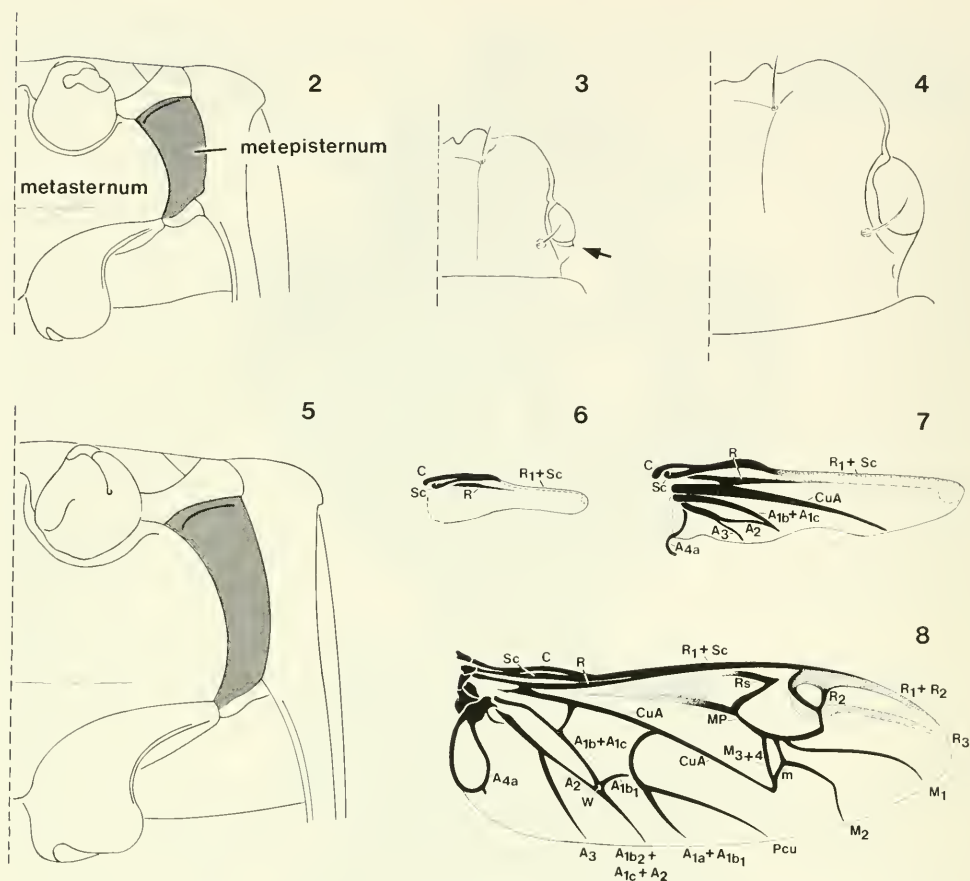 2
metepisternum
metasternum
3
4
5
6
C
Sc
R
R1 + Sc
7
C
Sc
R
R1 + Sc
CuA
A1b + A1c
A2
A3
A4a
8
Sc
C
R
R1 + Sc
Rs
R2
R1 + R2
R3
MP
CuA
A1b + A1c
CuA
M3+4
m
A4a
A2
W
A1b1
M1
M2
A3
A1b2 +
A1c + A2
A1a + A1b1
Pcu